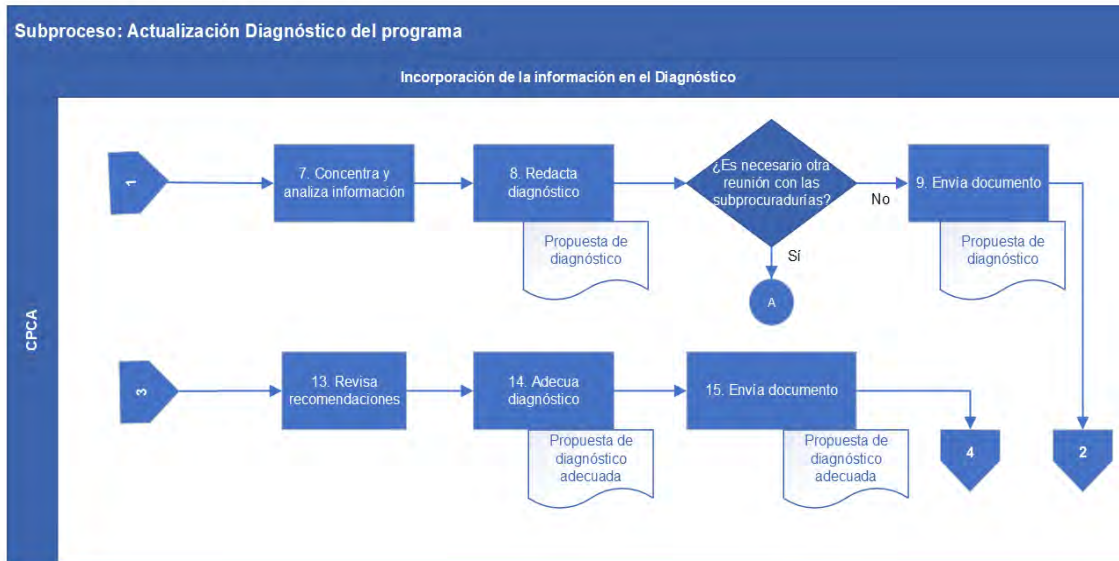 Subproceso: Actualización Diagnóstico del programa
Incorporación de la información en el Diagnóstico
CPCA
1
7. Concentra y
analiza información
8. Redacta
diagnóstico
Propuesta de
diagnóstico
¿Es necesario otra
reunión con las
subprocuradurías?
No
Sí
A
9. Envía documento
Propuesta de
diagnóstico
3
13. Revisa
recomendaciones
14. Adecua
diagnóstico
Propuesta de
diagnóstico
adecuada
15. Envía documento
Propuesta de
diagnóstico
adecuada
4
2